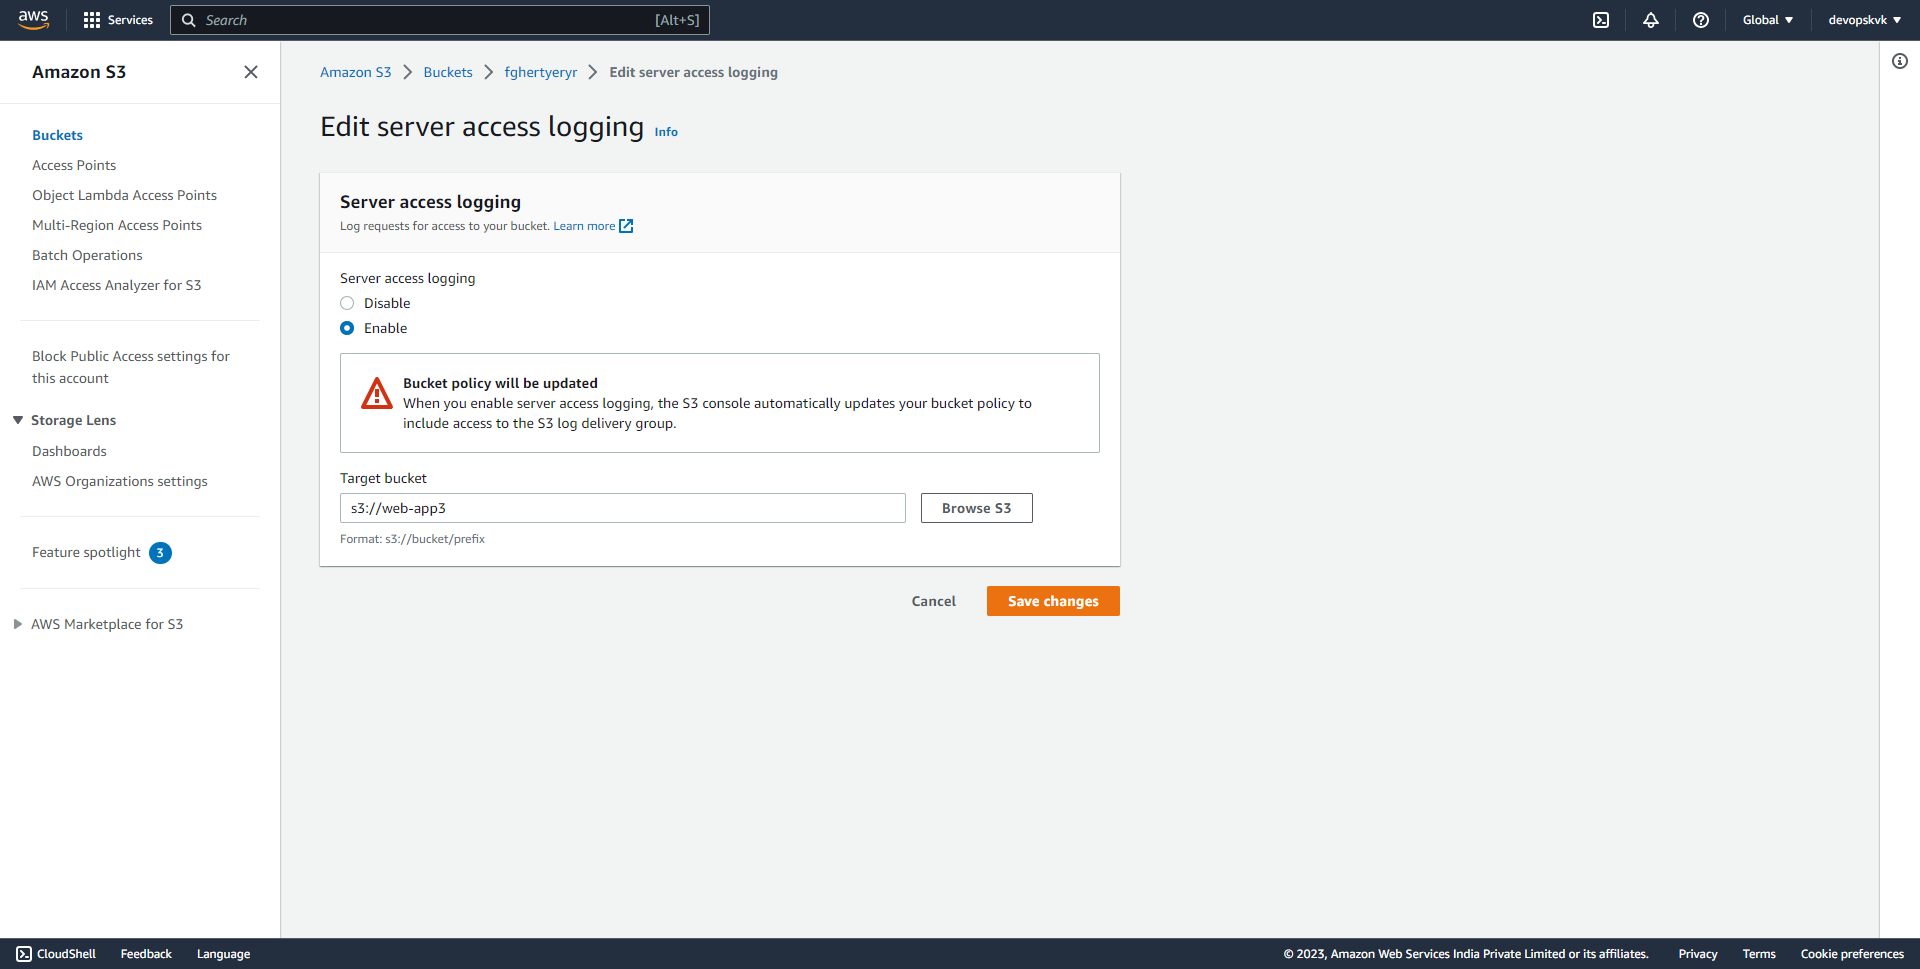 aws
Services
Search
[Alt+S]
Global
devopskvk
Amazon S3
Buckets
Access Points
Object Lambda Access Points
Multi-Region Access Points
Batch Operations
IAM Access Analyzer for S3
Block Public Access settings for
this account
Storage Lens
Dashboards
AWS Organizations settings
Feature spotlight 3
AWS Marketplace for S3
Amazon S3 > Buckets > fghertyeryr > Edit server access logging
Edit server access logging Info
Server access logging
Log requests for access to your bucket. Learn more
Server access logging
Disable
Enable
Bucket policy will be updated
When you enable server access logging, the S3 console automatically updates your bucket policy to
include access to the S3 log delivery group.
Target bucket
s3://web-app3
Browse S3
Format: s3://bucket/prefix
Cancel
Save changes
CloudShell
Feedback
Language
© 2023, Amazon Web Services India Private Limited or its affiliates.
Privacy
Terms
Cookie preferences